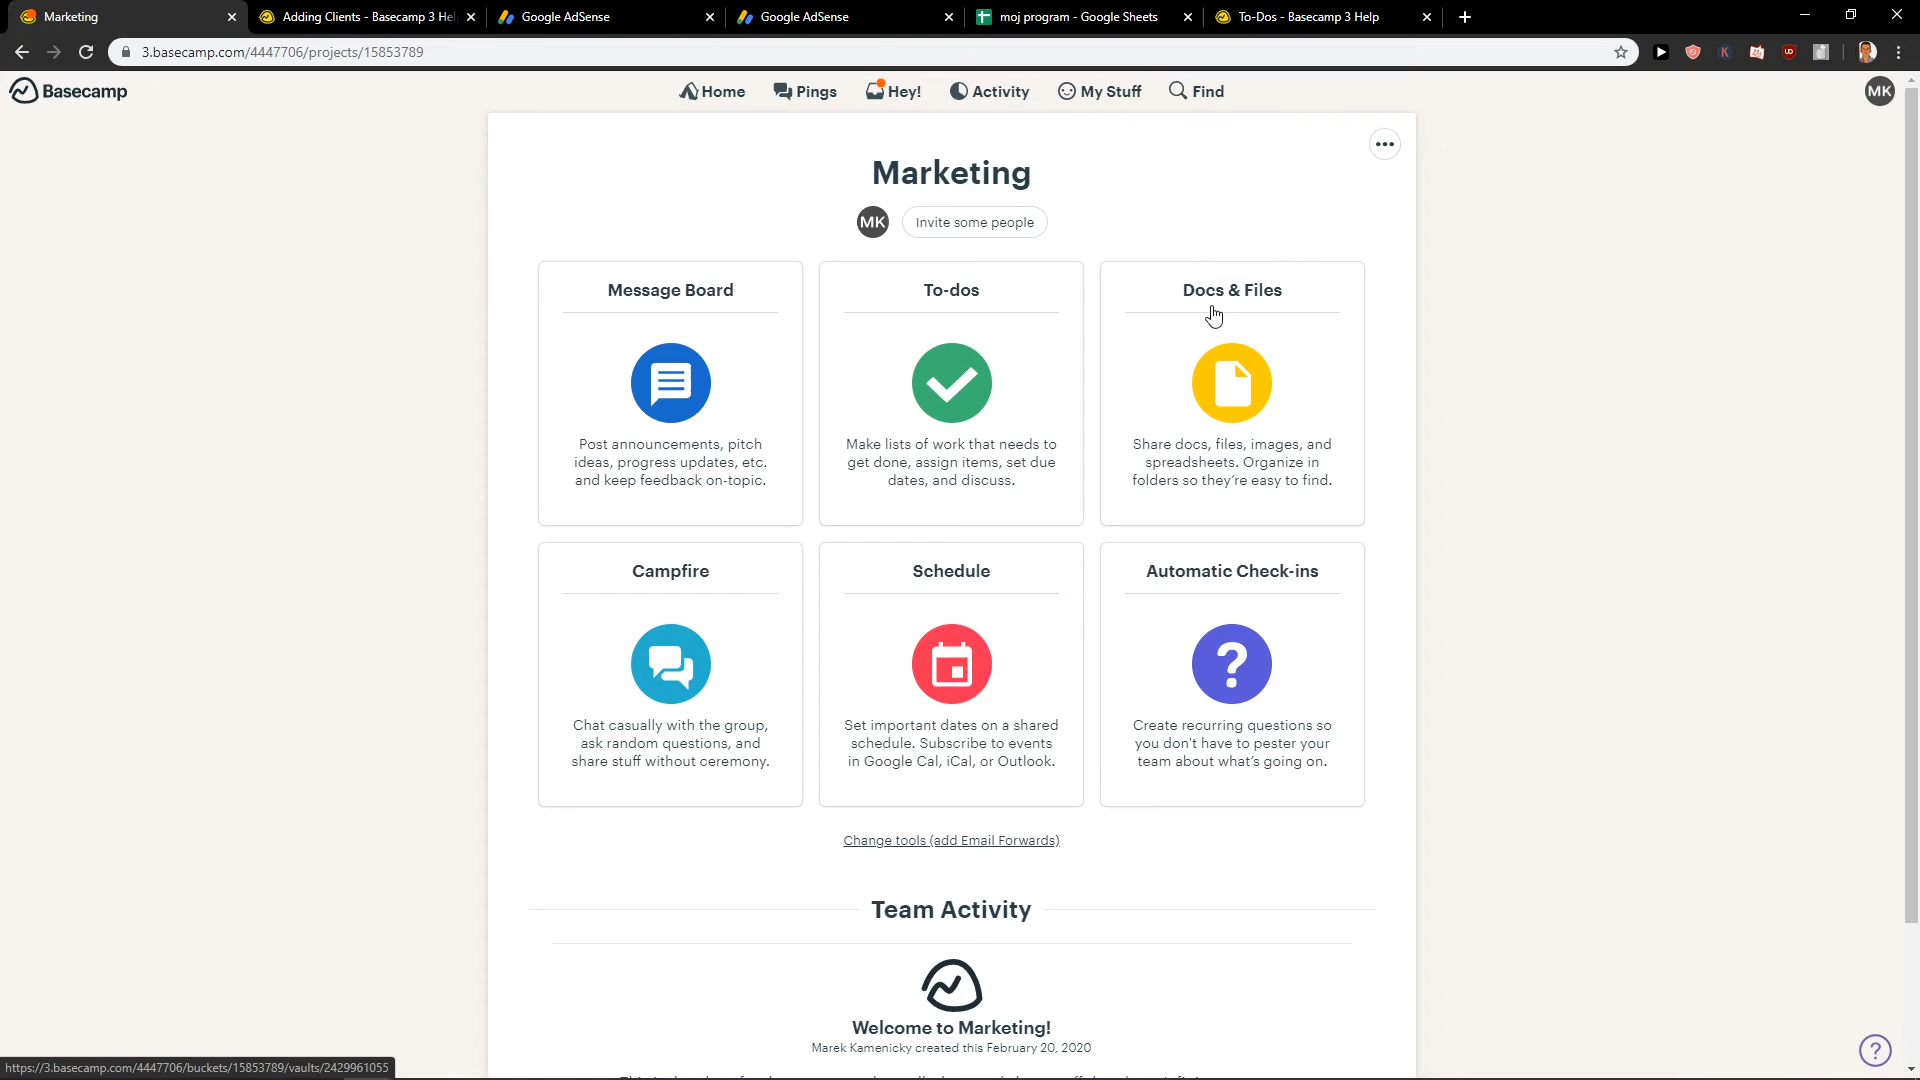 Marketing
Adding Clients - Basecamp 3 Hel
Google AdSense
Google AdSense
moj program - Google Sheets
To-Dos - Basecamp 3 Help
3.basecamp.com/4447706/projects/15853789
Basecamp
Home
Pings
Hey!
Activity
My Stuff
Find
MK
Marketing
MK
Invite some people
Message Board
To-dos
Docs & Files
Post announcements, pitch
ideas, progress updates, etc.
and keep feedback on-topic.
Make lists of work that needs to
get done, assign items, set due
dates, and discuss.
Share docs, files, images, and
spreadsheets. Organize in
folders so they're easy to find.
Campfire
Schedule
Automatic Check-ins
Chat casually with the group,
ask random questions, and
share stuff without ceremony.
Set important dates on a shared
schedule. Subscribe to events
in Google Cal, iCal, or Outlook.
Create recurring questions so
you don't have to pester your
team about what's going on.
Change tools (add Email Forwards)
Team Activity
Welcome to Marketing!
Marek Kamenicky created this February 20, 2020
https://3.basecamp.com/4447706/buckets/15853789/vaults/2429961055